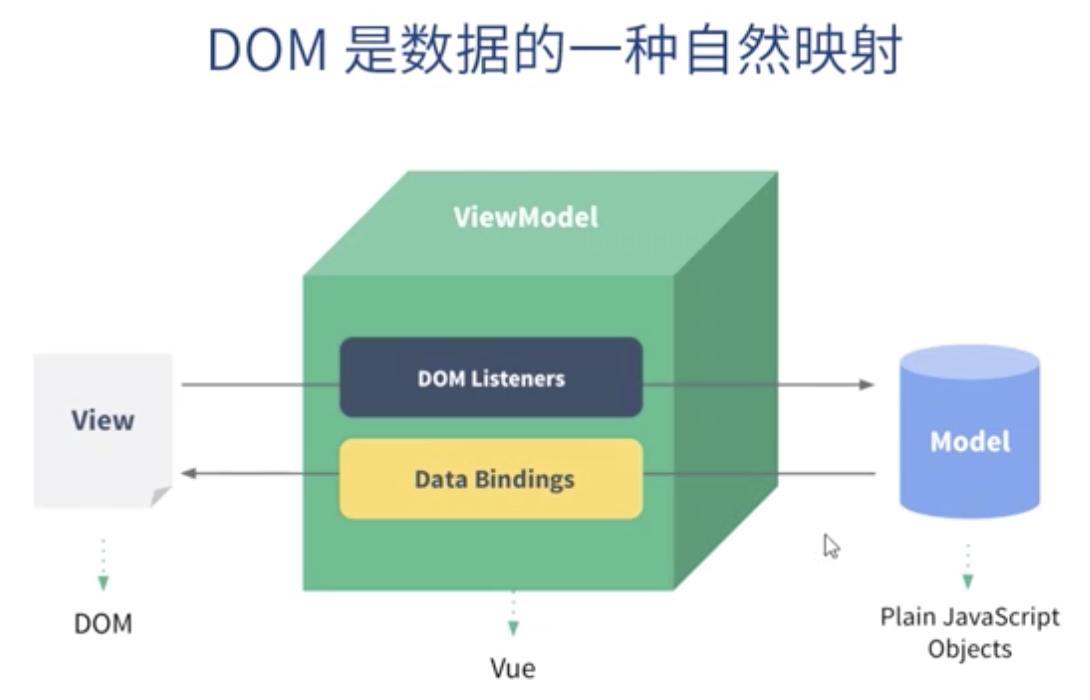 DOM 是数据的一种自然映射
ViewModel
DOM Listeners
View
Model
Data Bindings
DOM
Plain JavaScript
Objects
Vue